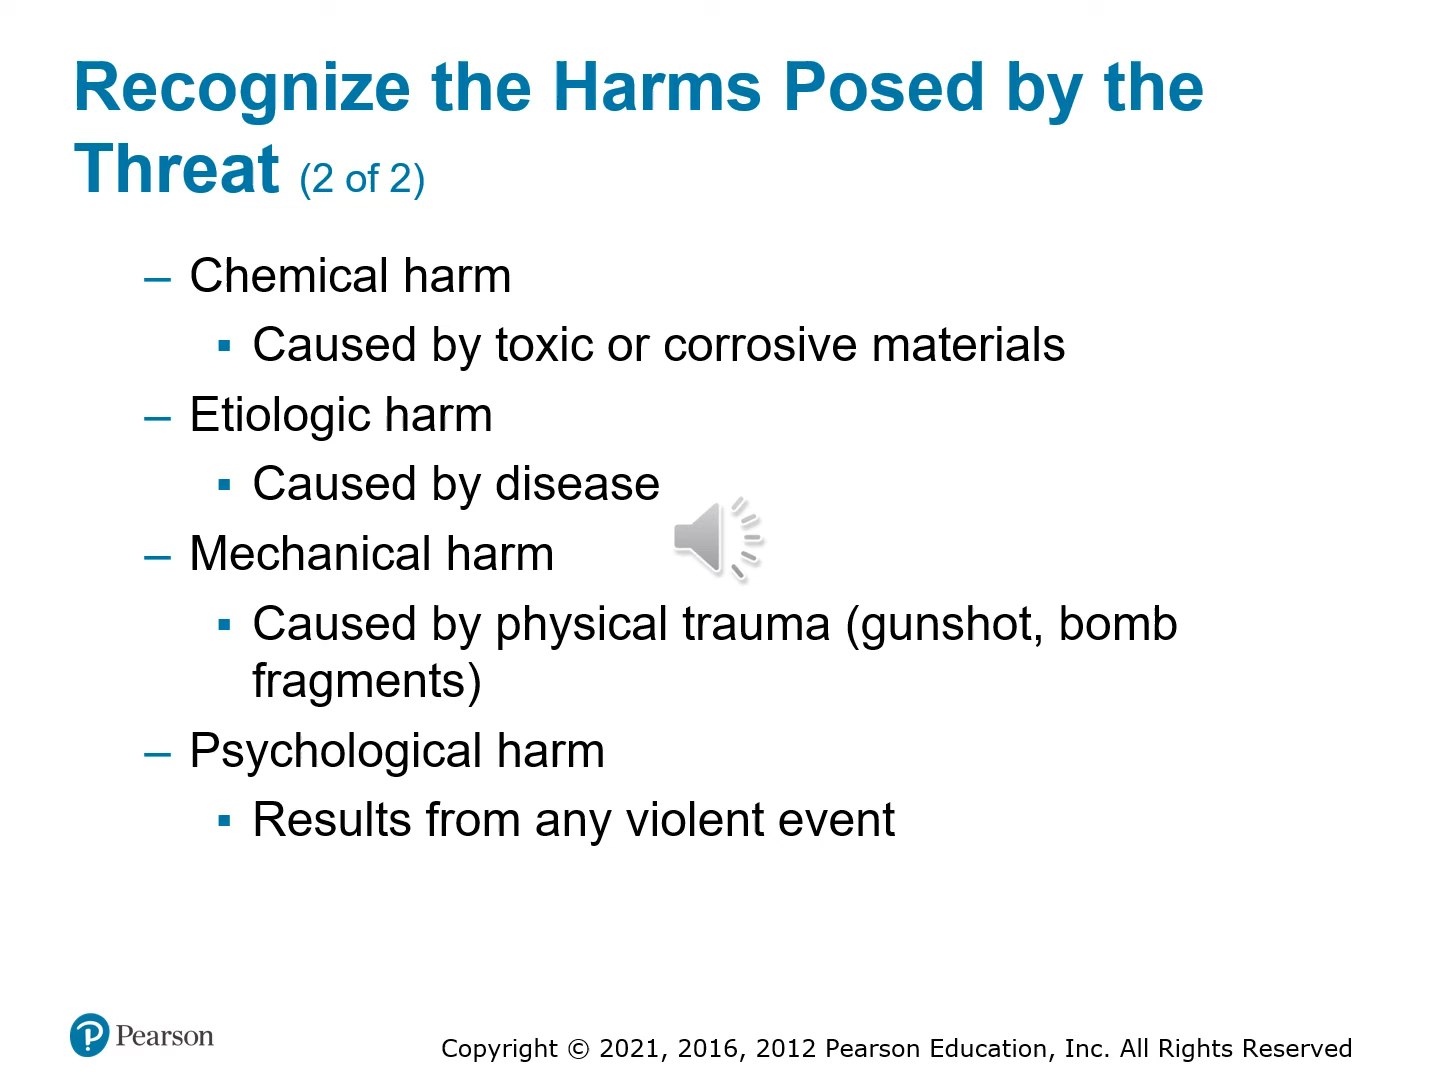 Recognize the Harms Posed by the
Threat (2 of 2)
– Chemical harm
▪ Caused by toxic or corrosive materials
– Etiologic harm
▪ Caused by disease
– Mechanical harm
▪ Caused by physical trauma (gunshot, bomb
fragments)
– Psychological harm
▪ Results from any violent event
Pearson
Copyright © 2021, 2016, 2012 Pearson Education, Inc. All Rights Reserved